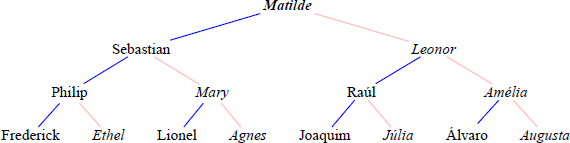 Matilde
Sebastian Leonor
Philip Mary Raúl Amélia
Frederick Ethel Lionel Agnes Joaquim Júlia Álvaro Augusta